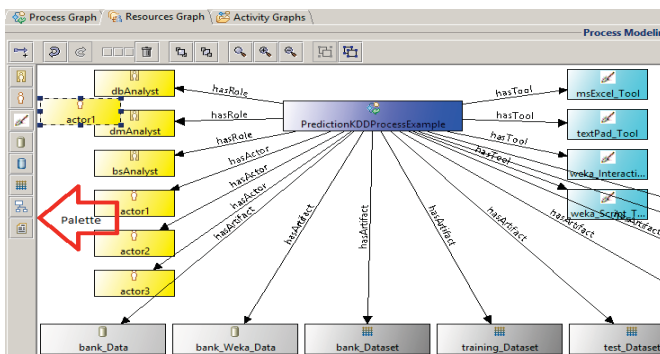 Process Graph Resources Graph Activity Graphs
Process Modelin
dbAnalyst
hasRole
PredictionKDDProcessExample
hasTool
msExcel_Tool
actor1
dmAnalyst
hasRole
hasTool
textPad_Tool
bsAnalyst
hasRole
hasTool
weka_Interacti...
actor1
hasActor
hasTool
weka_Script_T...
Palette
actor2
hasActor
actor3
hasActor
hasArtifact
hasArtifact
hasArtifact
hasArtifact
hasArtifact
bank_Data
bank_Weka_Data
bank_Dataset
training_Dataset
test_Dataset